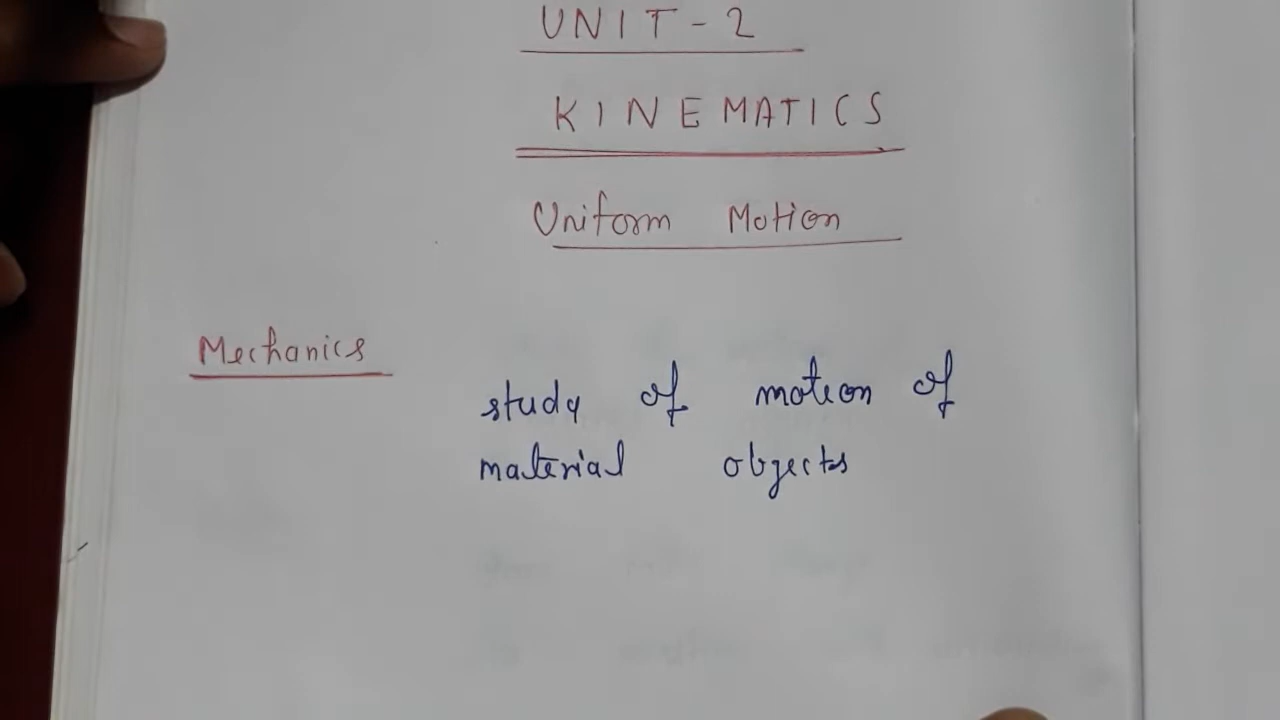 UNIT - 2
KINEMATICS
Uniform Motion
Mechanics
study of motion of
material objects